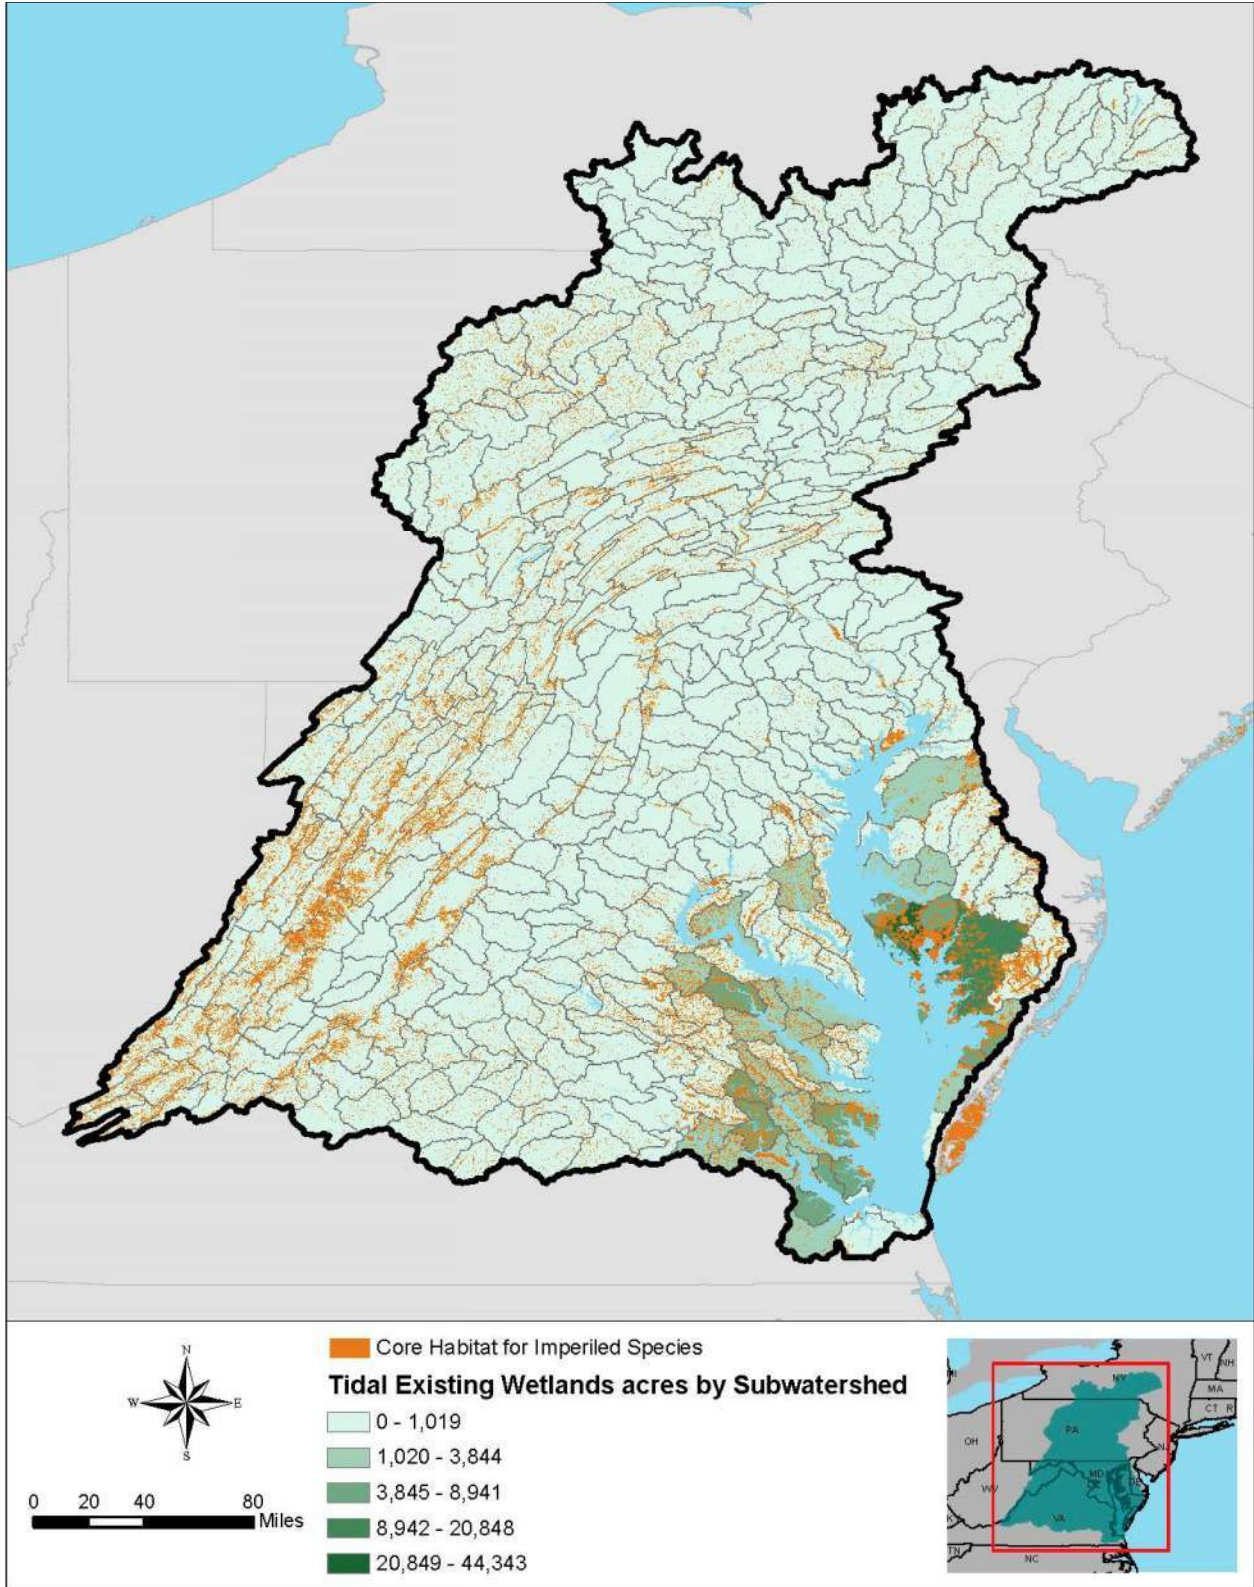 N
W E
S
0 20 40 80
Miles
Core Habitat for Imperiled Species
Tidal Existing Wetlands acres by Subwatershed
0 - 1,019
1,020 - 3,844
3,845 - 8,941
8,942 - 20,848
20,849 - 44,343
VT
NH
NY
MA
CT R
PA
OH
MD
DE
WV
VA
TN
NC